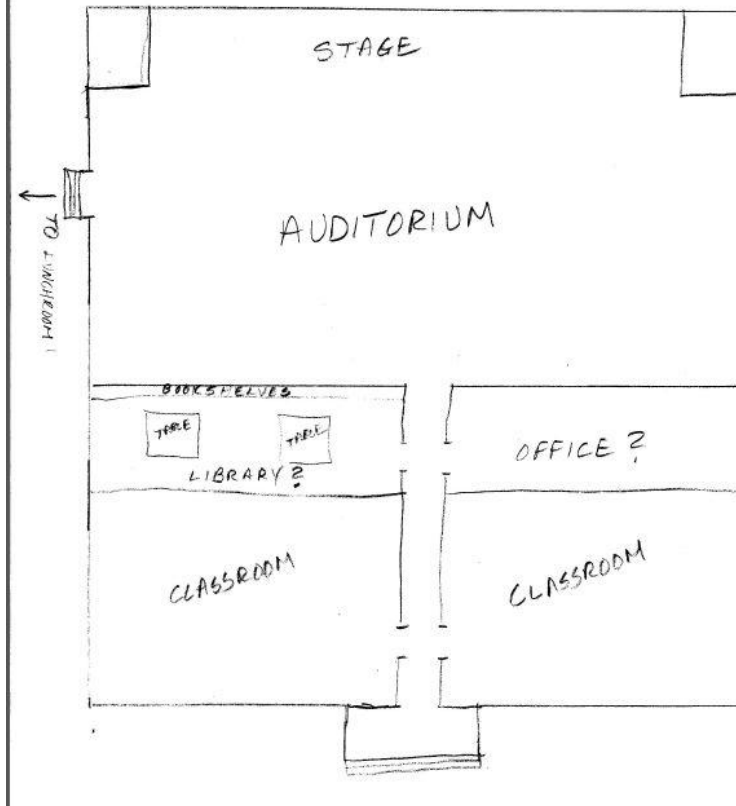 STAGE
AUDITORIUM
TO LUNCHROOM
BOOKSHELVES
TABLE
TABLE
LIBRARY?
OFFICE?
CLASSROOM
CLASSROOM